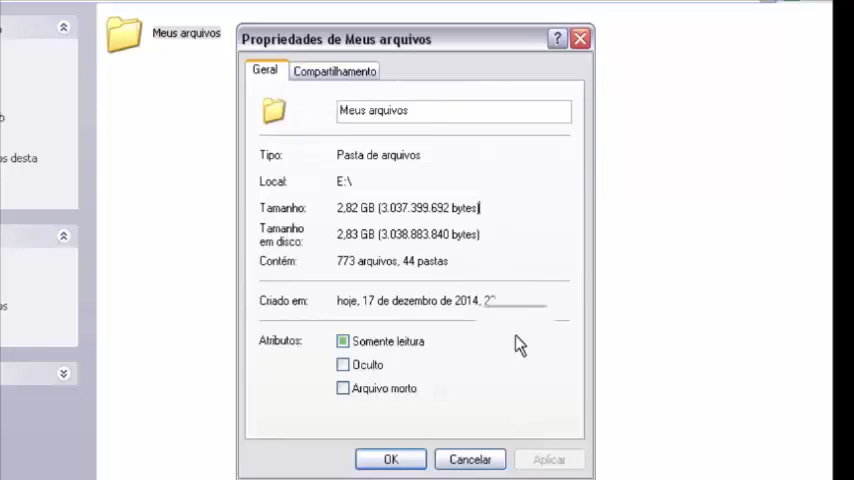 Meus arquivos
Propriedades de Meus arquivos
Geral
Compartilhamento
os desta
Meus arquivos
Tipo: Pasta de arquivos
Local: E:\
Tamanho: 2,82 GB (3.037.399.692 bytes)
Tamanho em disco: 2,83 GB (3.038.883.840 bytes)
Contém: 773 arquivos, 44 pastas
Criado em: hoje, 17 de dezembro de 2014,
Atributos: Somente leitura
Oculto
Arquivo morto
OK Cancelar Aplicar